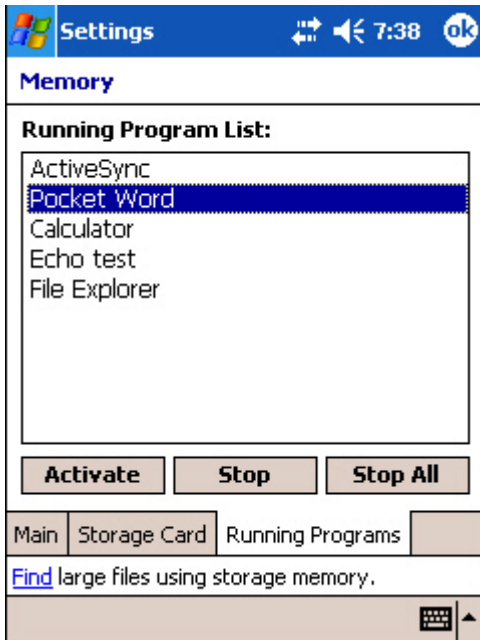 Settings 7:38 ok
Memory
Running Program List:
ActiveSync
Pocket Word
Calculator
Echo test
File Explorer
Activate Stop Stop All
Main Storage Card Running Programs
Find large files using storage memory.